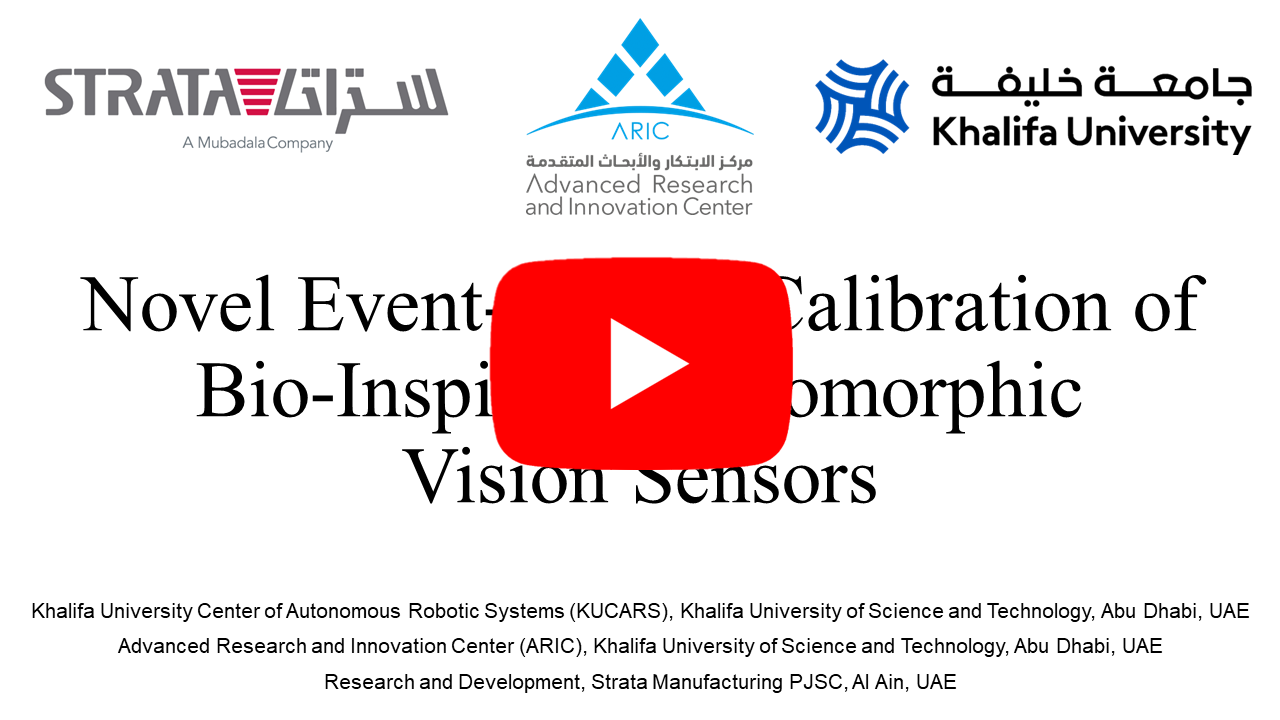 STRATA ستراتا
A Mubadala Company
ARIC
مركز الابتكار والأبحاث المتقدمة
Advanced Research
and Innovation Center
جامعة خليفة
Khalifa University
Novel Event- Calibration of
Bio-Inspi omorphic
Vision Sensors
Khalifa University Center of Autonomous Robotic Systems (KUCARS), Khalifa University of Science and Technology, Abu Dhabi, UAE
Advanced Research and Innovation Center (ARIC), Khalifa University of Science and Technology, Abu Dhabi, UAE
Research and Development, Strata Manufacturing PJSC, Al Ain, UAE